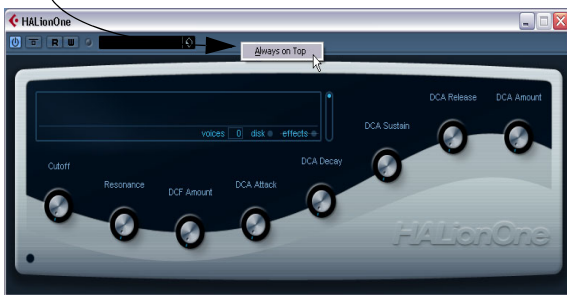 HALionOne
R W
Always on Top
voices 0 disk effects
DCA Release DCA Amount
DCA Sustain
DCA Decay
Cutoff
Resonance
DCF Amount
DCA Attack
HALionOne